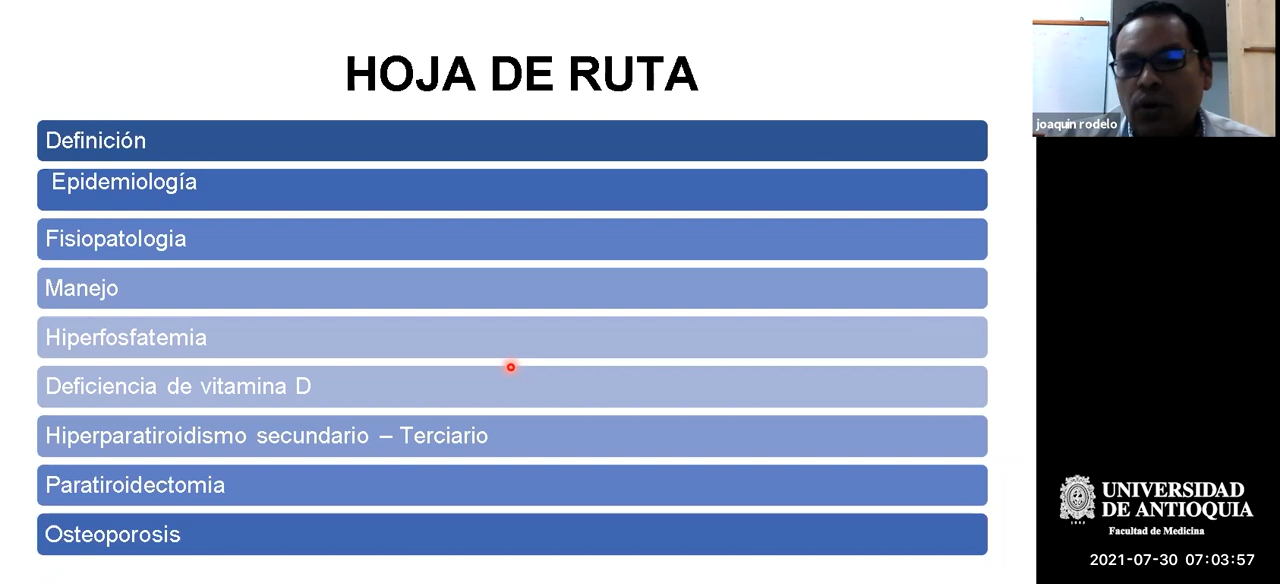 HOJA DE RUTA
Definición
Epidemiología
Fisiopatologia
Manejo
Hiperfosfatemia
Deficiencia de vitamina D
Hiperparatiroidismo secundario – Terciario
Paratiroidectomia
Osteoporosis
joaquin rodelo
UNIVERSIDAD
DE ANTIOQUIA
1803
Facultad de Medicina
2021-07-30 07:03:57